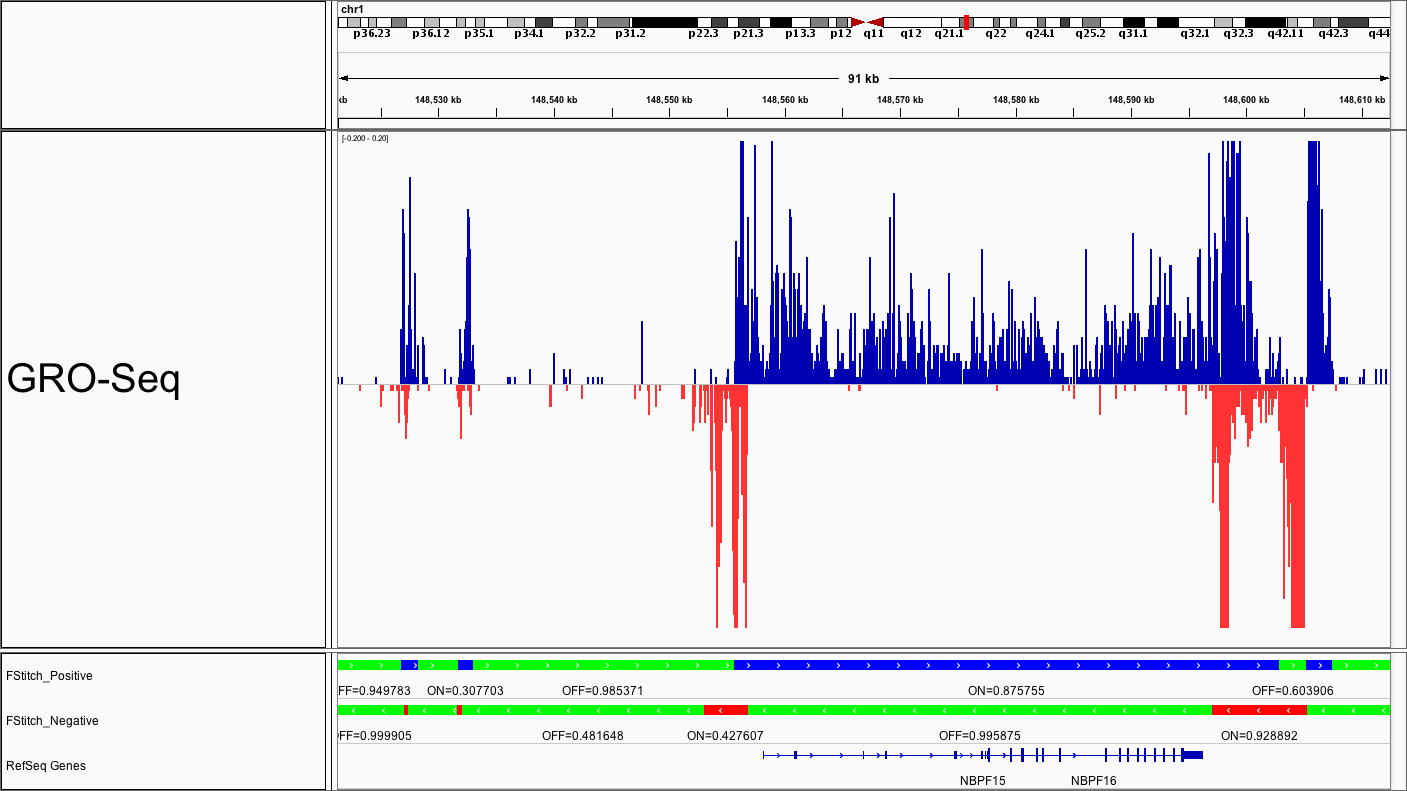 chr1
p36.23 p36.12 p35.1 p34.1 p32.2 p31.2 p22.3 p21.3 p13.3 p12 q11 q12 q21.1 q22 q24.1 q25.2 q31.1 q32.1 q32.3 q42.11 q42.3 q44
91 kb
kb 148,530 kb 148,540 kb 148,550 kb 148,560 kb 148,570 kb 148,580 kb 148,590 kb 148,600 kb 148,610 kb
[-0.200 - 0.20]
GRO-Seq
FStitch_Positive
FF=0.949783 ON=0.307703 OFF=0.985371 ON=0.875755 OFF=0.603906
FStitch_Negative
OFF=0.999905 OFF=0.481648 ON=0.427607 OFF=0.995875 ON=0.928892
RefSeq Genes
NBPF15 NBPF16